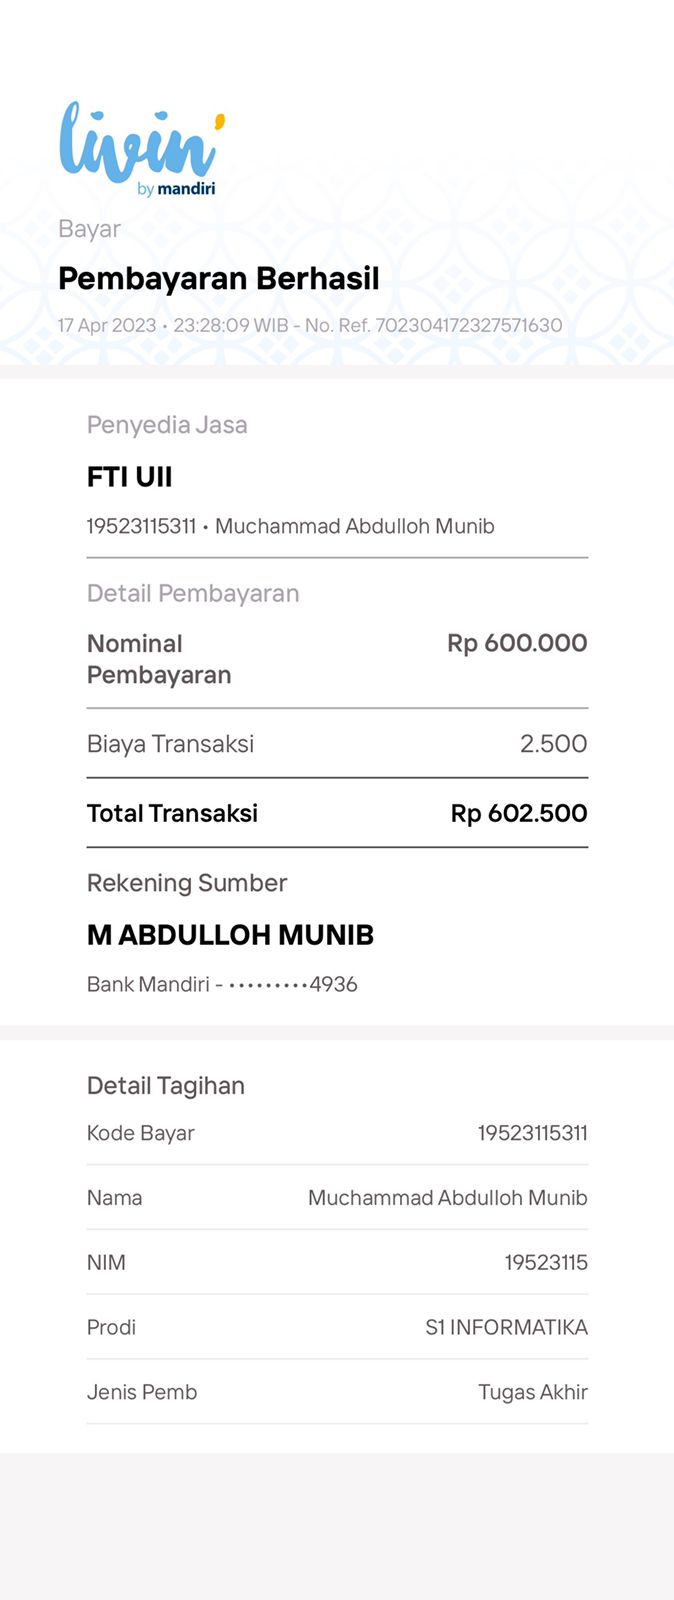 livin'
by mandiri
Bayar
Pembayaran Berhasil
17 Apr 2023 • 23:28:09 WIB - No. Ref. 702304172327571630
Penyedia Jasa
FTI UII
19523115311 • Muchammad Abdulloh Munib
Detail Pembayaran
Nominal Rp 600.000
Pembayaran
Biaya Transaksi 2.500
Total Transaksi Rp 602.500
Rekening Sumber
M ABDULLOH MUNIB
Bank Mandiri - •••••••••4936
Detail Tagihan
Kode Bayar 19523115311
Nama Muchammad Abdulloh Munib
NIM 19523115
Prodi S1 INFORMATIKA
Jenis Pemb Tugas Akhir